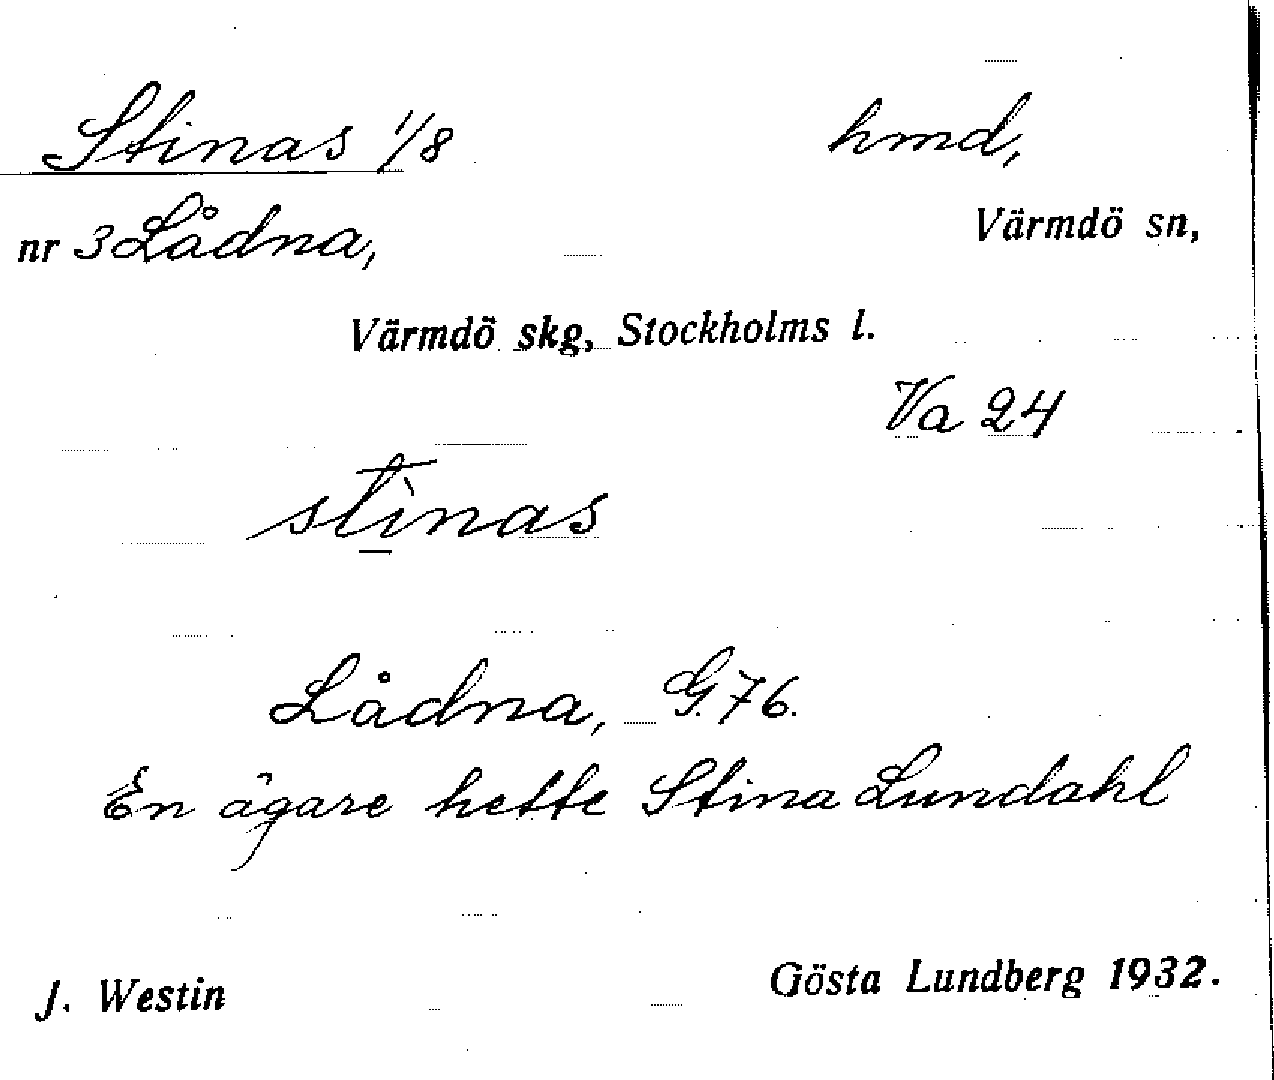 Stinas 1/8 hmd,
nr 3 Lådna, Värmdö sn,
Värmdö skg, Stockholms l.
Va 24
stìnas
Lådna, G. 76.
En ägare hette Stina Lundahl
J. Westin Gösta Lundberg 1932.